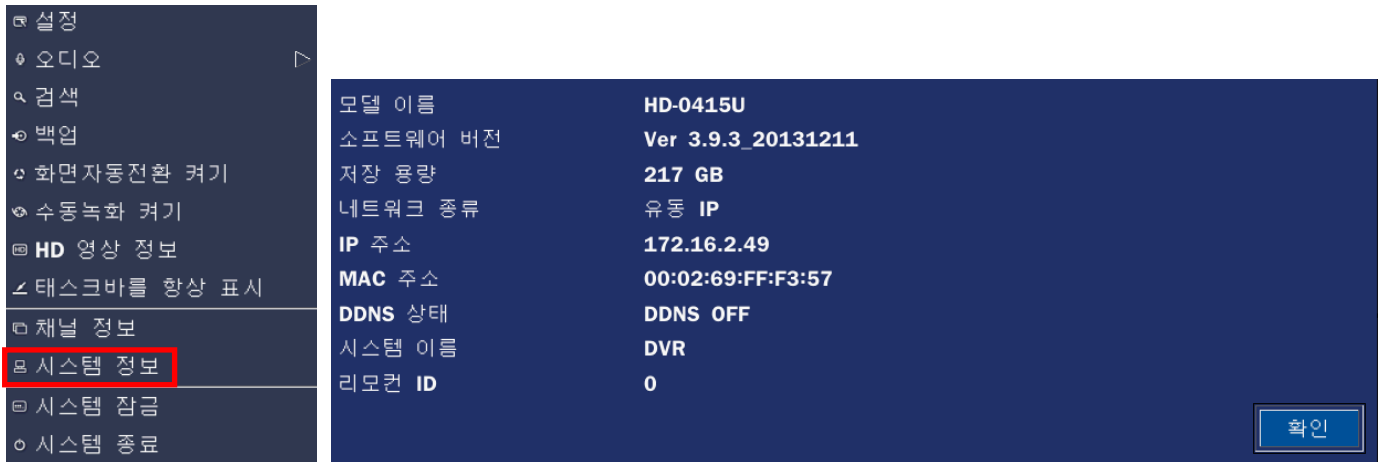 설정
오디오
검색
백업
화면자동전환 켜기
수동녹화 켜기
HD 영상 정보
태스크바를 항상 표시
채널 정보
시스템 정보
시스템 잠금
시스템 종료
모델 이름 HD-0415U
소프트웨어 버전 Ver 3.9.3_20131211
저장 용량 217 GB
네트워크 종류 유동 IP
IP 주소 172.16.2.49
MAC 주소 00:02:69:FF:F3:57
DDNS 상태 DDNS OFF
시스템 이름 DVR
리모컨 ID 0
확인